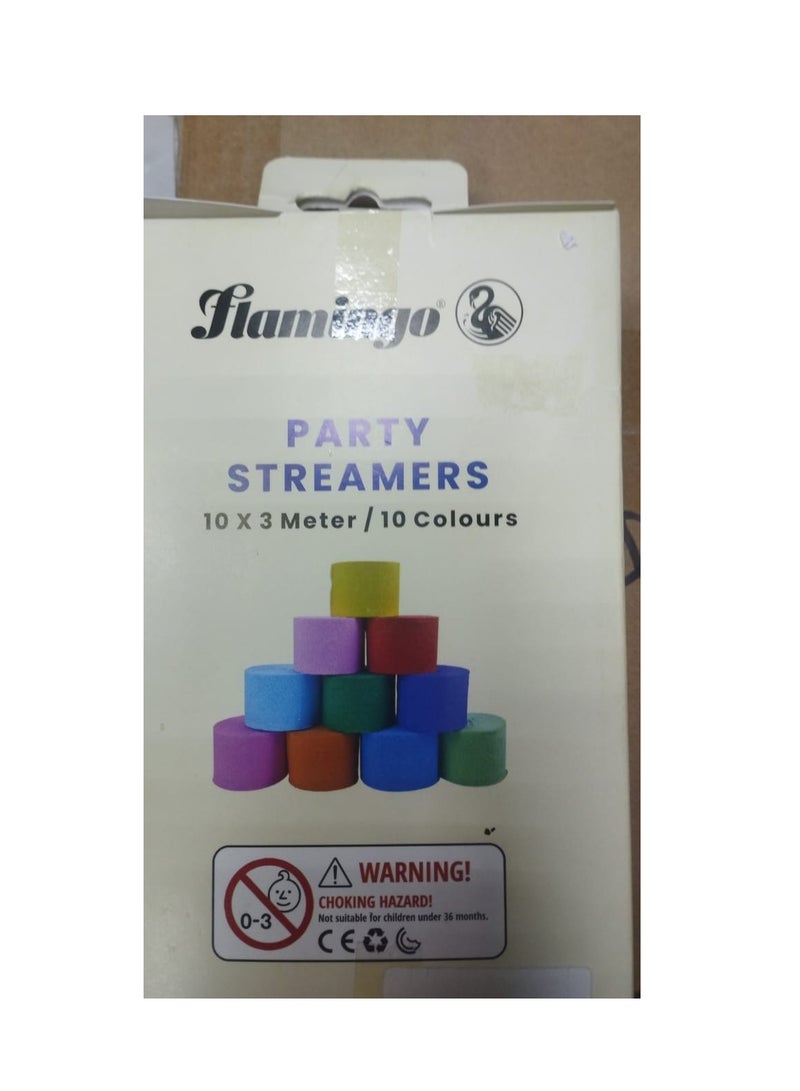 flamingo®
PARTY
STREAMERS
10 X 3 Meter / 10 Colours
0-3
WARNING!
CHOKING HAZARD!
Not suitable for children under 36 months.
CE